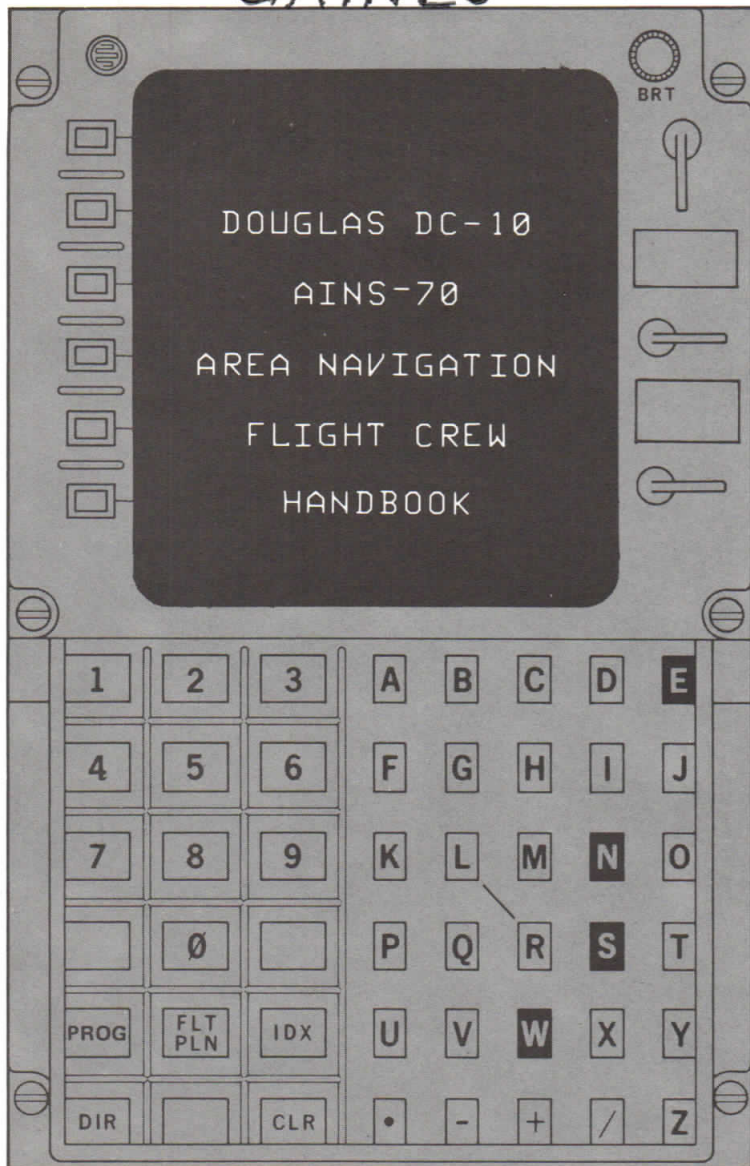 BRT
DOUGLAS DC-10
AINS-70
AREA NAVIGATION
FLIGHT CREW
HANDBOOK
1 2 3 A B C D E
4 5 6 F G H I J
7 8 9 K L M N O
0 P Q R S T
PROG FLT PLN IDX U V W X Y
DIR CLR • - + / Z